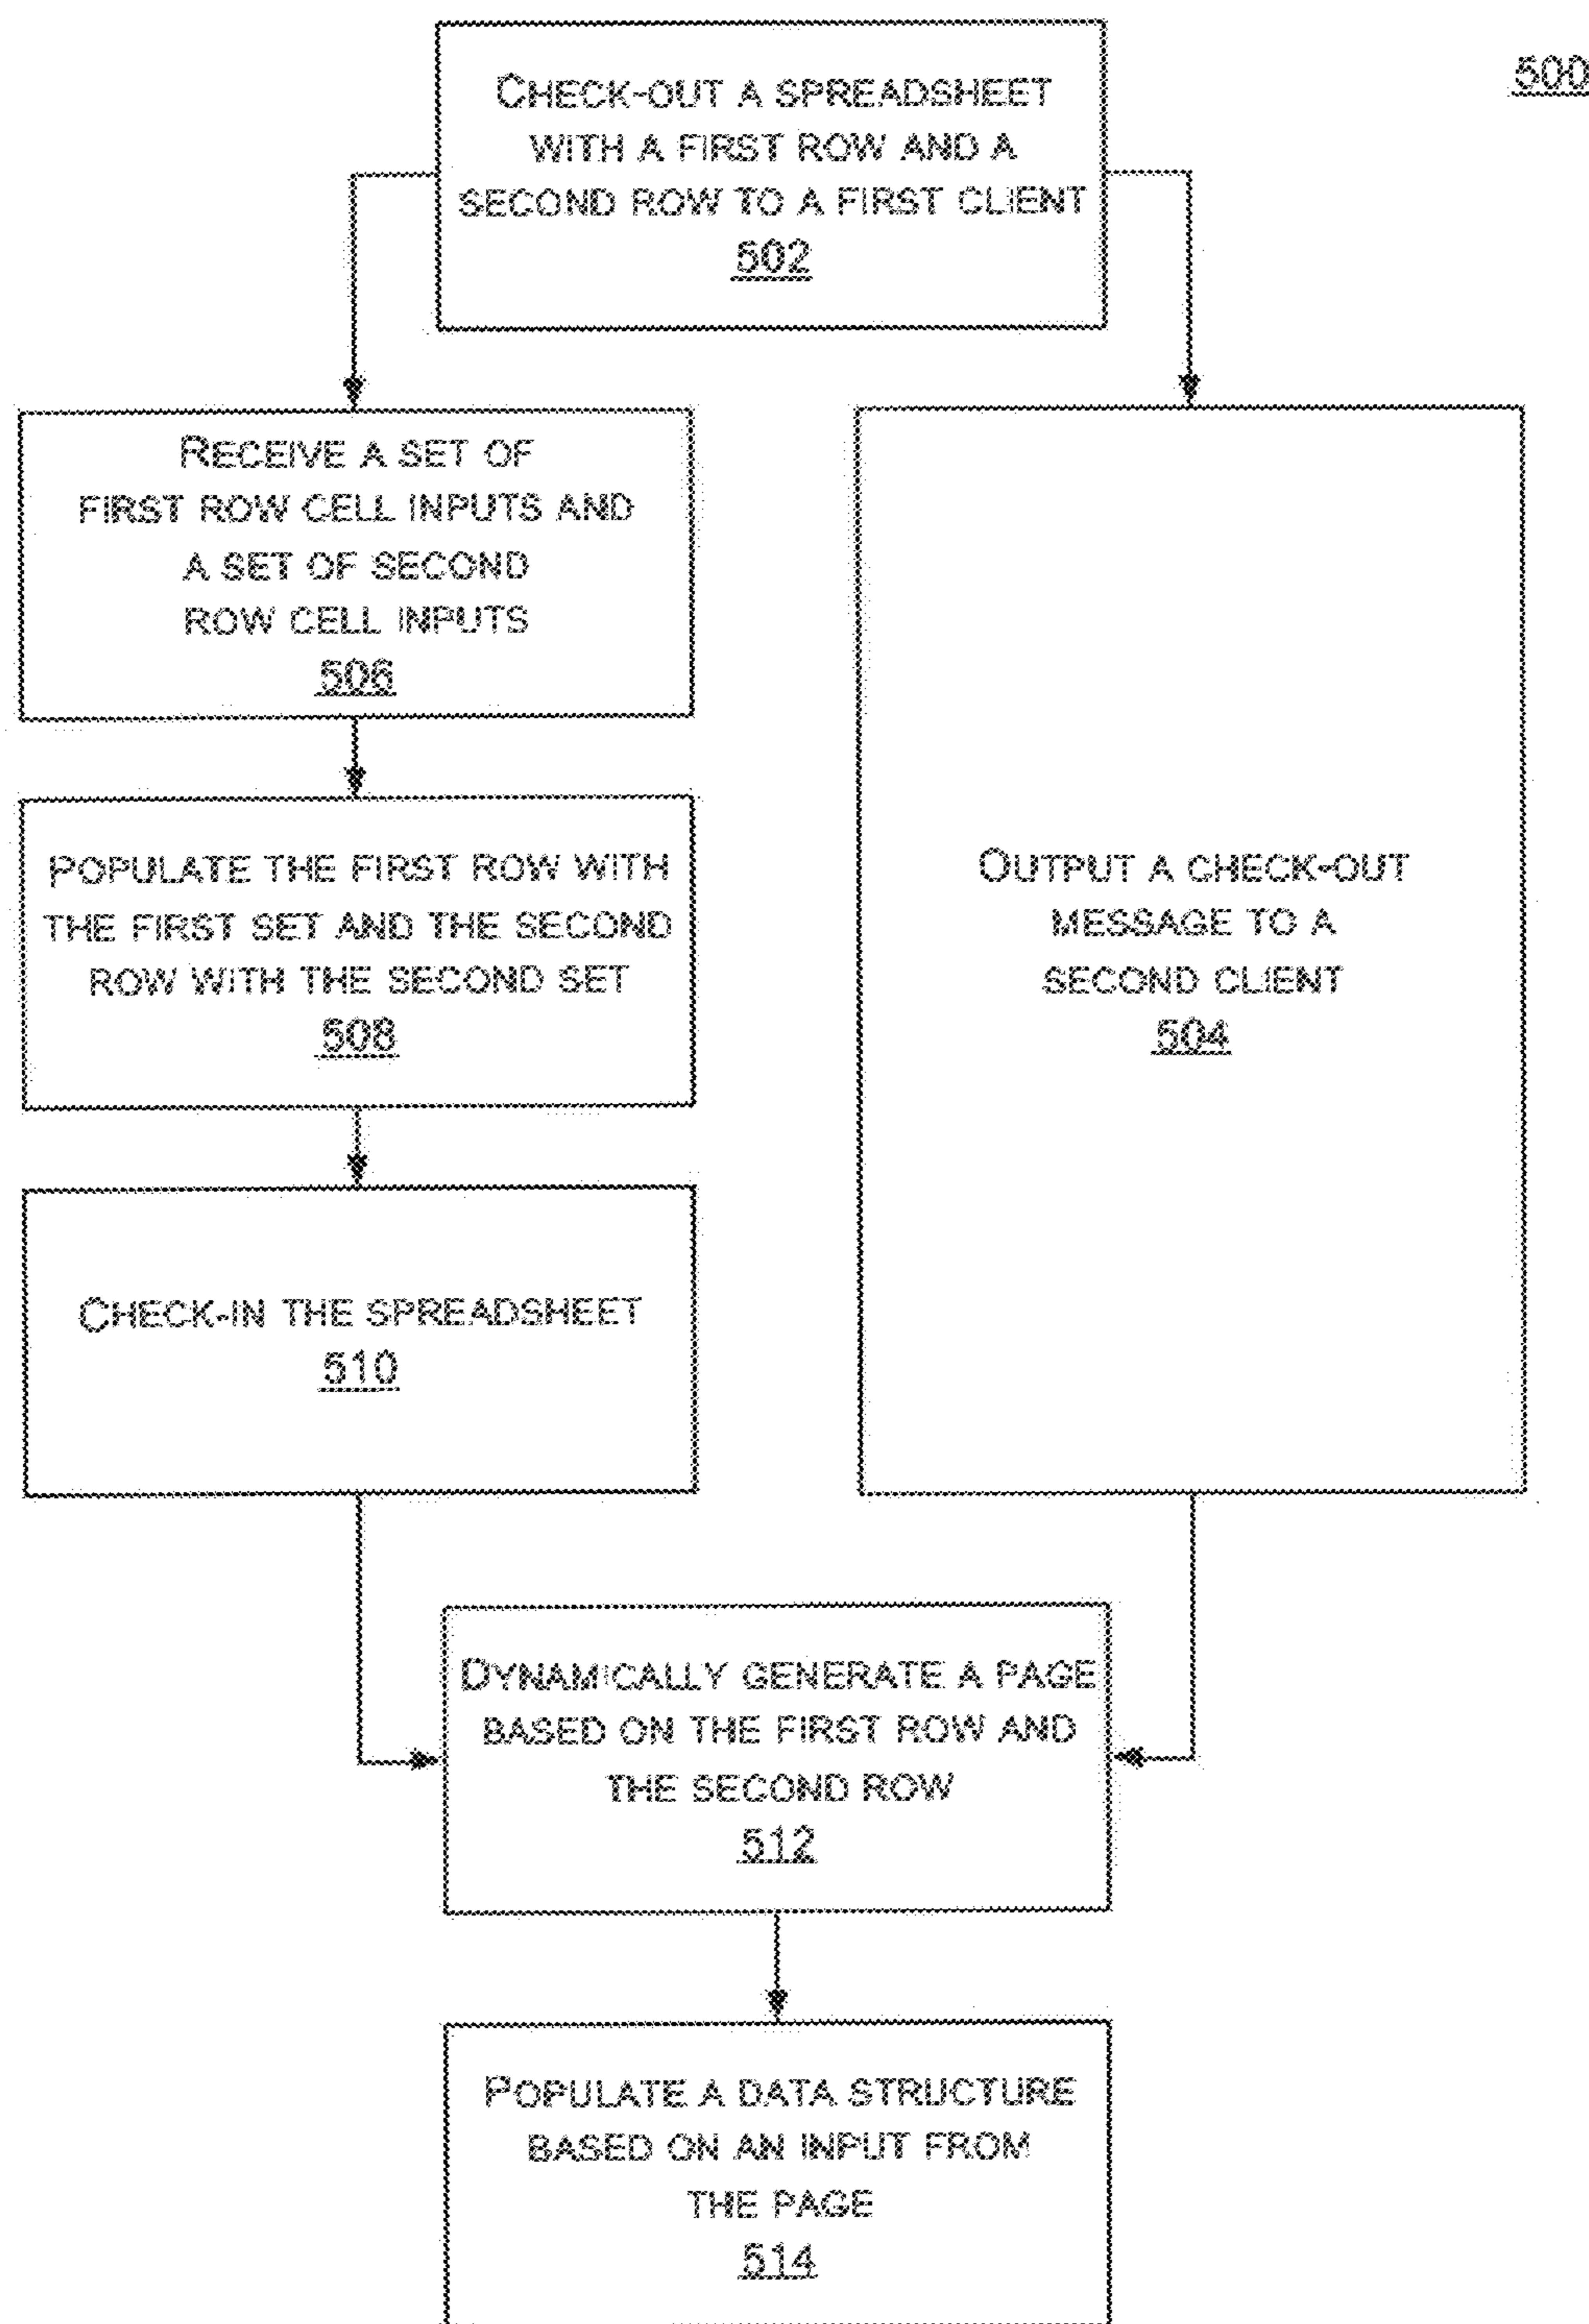 500
CHECK-OUT A SPREADSHEET
WITH A FIRST ROW AND A
SECOND ROW TO A FIRST CLIENT
502
RECEIVE A SET OF
FIRST ROW CELL INPUTS AND
A SET OF SECOND
ROW CELL INPUTS
506
POPULATE THE FIRST ROW WITH
THE FIRST SET AND THE SECOND
ROW WITH THE SECOND SET
508
CHECK-IN THE SPREADSHEET
510
OUTPUT A CHECK-OUT
MESSAGE TO A
SECOND CLIENT
504
DYNAMICALLY GENERATE A PAGE
BASED ON THE FIRST ROW AND
THE SECOND ROW
512
POPULATE A DATA STRUCTURE
BASED ON AN INPUT FROM
THE PAGE
514